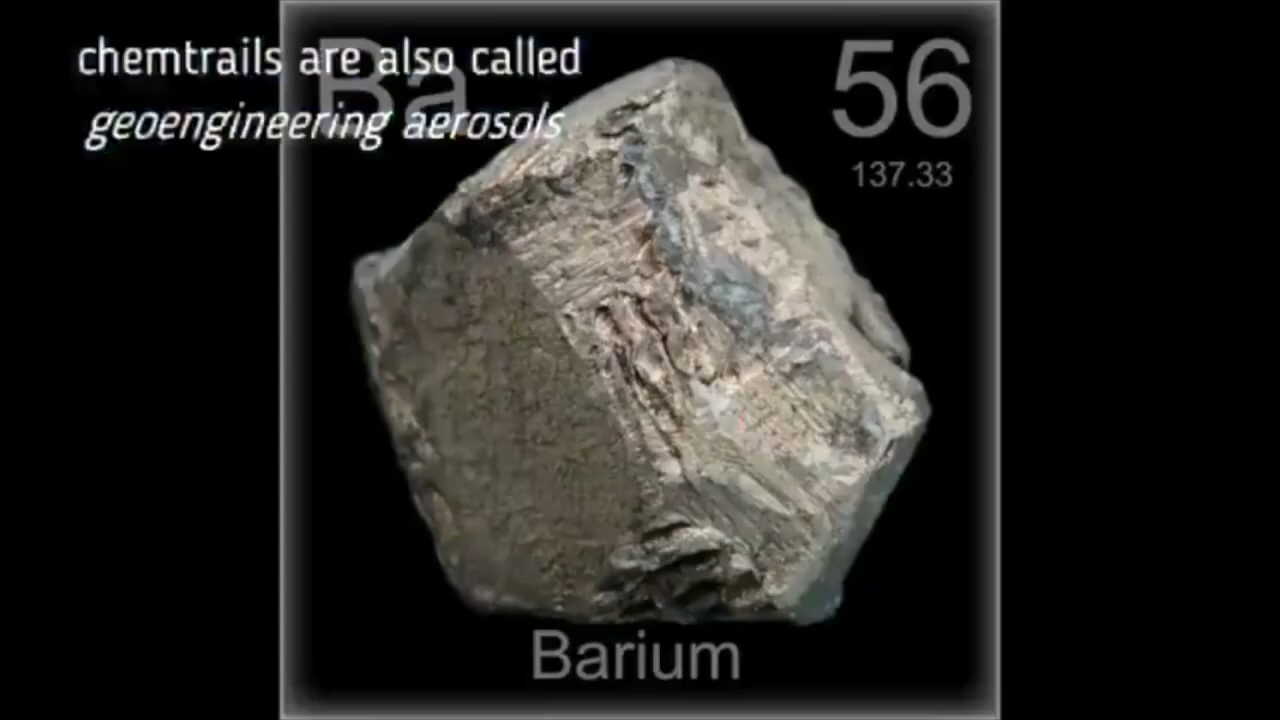 chemtrails are also called
geoengineering aerosols
Ba
56
137.33
Barium